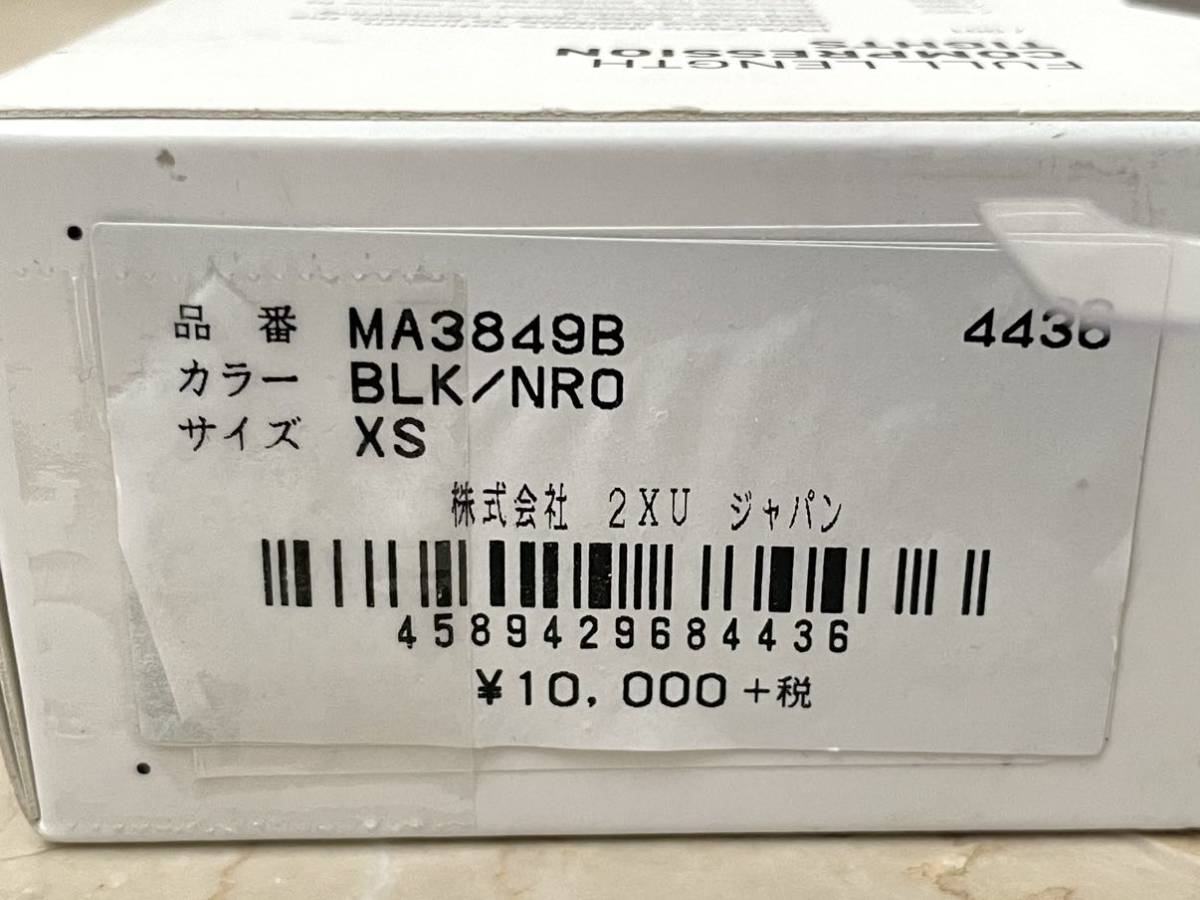 FULL LENGTH
COMPRESSION
TIGHTS
品 番 MA3849B 4436
カラー BLK/NRO
サイズ XS
株式会社 2XU ジャパン
4589429684436
¥10,000+税